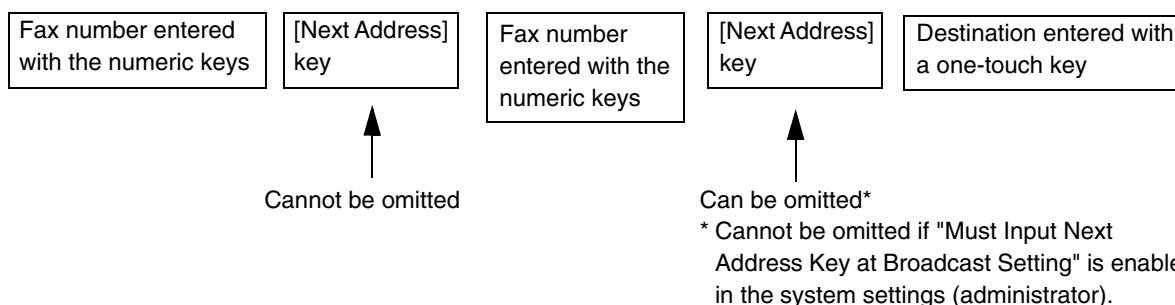 Fax number entered
with the numeric keys
[Next Address]
key
Fax number
entered with the
numeric keys
[Next Address]
key
Destination entered with
a one-touch key
Cannot be omitted
Can be omitted*
* Cannot be omitted if "Must Input Next
Address Key at Broadcast Setting" is enable
in the system settings (administrator).